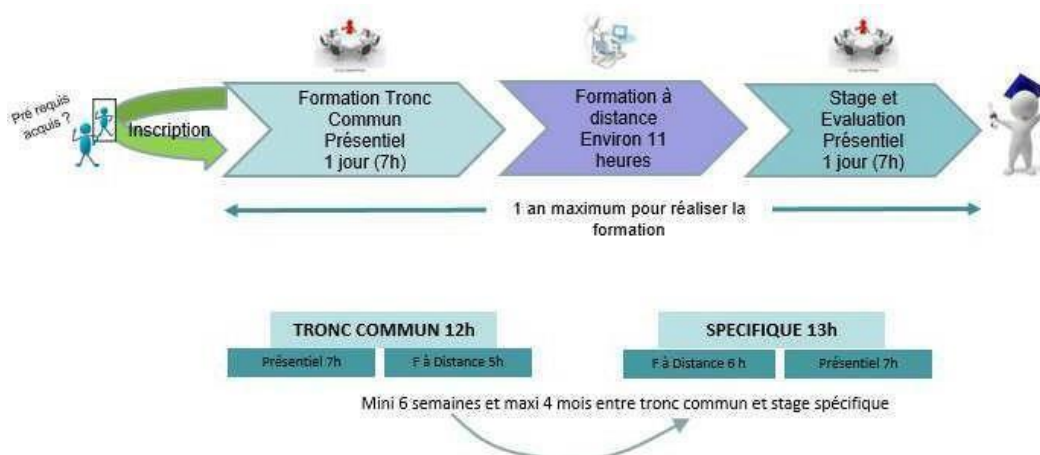 Pré requis
acquis ?
Inscription
Formation Tronc
Commun
Présentiel
1 jour (7h)
Formation à
distance
Environ 11
heures
Stage et
Evaluation
Présentiel
1 jour (7h)
1 an maximum pour réaliser la
formation
TRONC COMMUN 12h
Présentiel 7h
F à Distance 5h
SPECIFIQUE 13h
F à Distance 6 h
Présentiel 7h
Mini 6 semaines et maxi 4 mois entre tronc commun et stage spécifique